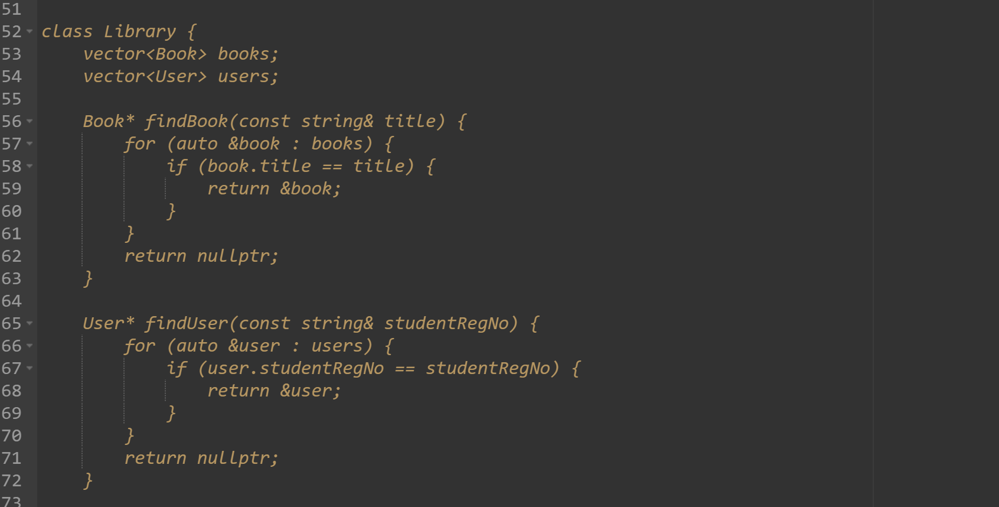 51
52 class Library {
53     vector<Book> books;
54     vector<User> users;
55
56     Book* findBook(const string& title) {
57         for (auto &book : books) {
58             if (book.title == title) {
59                 return &book;
60             }
61         }
62         return nullptr;
63     }
64
65     User* findUser(const string& studentRegNo) {
66         for (auto &user : users) {
67             if (user.studentRegNo == studentRegNo) {
68                 return &user;
69             }
70         }
71         return nullptr;
72     }
73